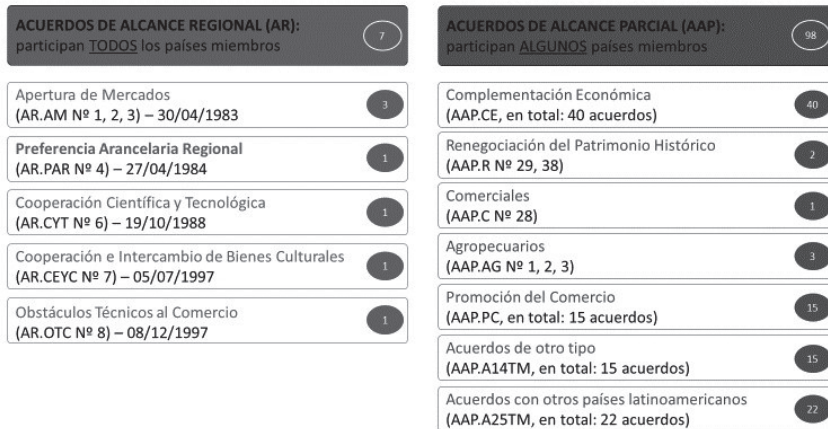 ACUERDOS DE ALCANCE REGIONAL (AR):
participan TODOS los países miembros
7
Apertura de Mercados
(AR.AM Nº 1, 2, 3) – 30/04/1983
3
Preferencia Arancelaria Regional
(AR.PAR Nº 4) – 27/04/1984
1
Cooperación Científica y Tecnológica
(AR.CYT Nº 6) – 19/10/1988
1
Cooperación e Intercambio de Bienes Culturales
(AR.CEYC Nº 7) – 05/07/1997
1
Obstáculos Técnicos al Comercio
(AR.OTC Nº 8) – 08/12/1997
1
ACUERDOS DE ALCANCE PARCIAL (AAP):
participan ALGUNOS países miembros
98
Complementación Económica
(AAP.CE, en total: 40 acuerdos)
40
Renegociación del Patrimonio Histórico
(AAP.R Nº 29, 38)
2
Comerciales
(AAP.C Nº 28)
1
Agropecuarios
(AAP.AG Nº 1, 2, 3)
3
Promoción del Comercio
(AAP.PC, en total: 15 acuerdos)
15
Acuerdos de otro tipo
(AAP.A14TM, en total: 15 acuerdos)
15
Acuerdos con otros países latinoamericanos
(AAP.A25TM, en total: 22 acuerdos)
22